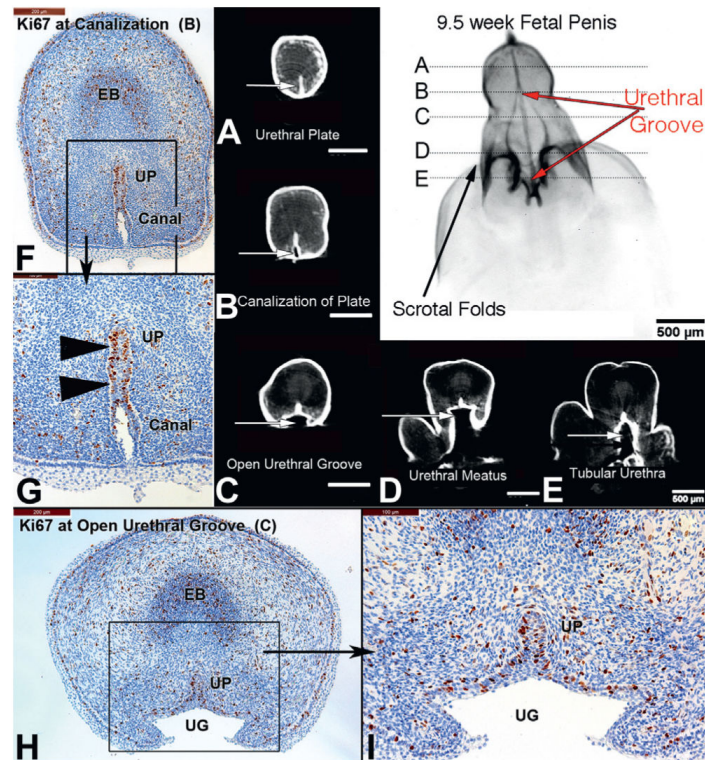 200 µm
Ki67 at Canalization (B)
EB
UP
Canal
F
UP
Canal
G
A
Urethral Plate
B
Canalization of Plate
C
Open Urethral Groove
9.5 week Fetal Penis
A
B
C
D
E
Urethral
Groove
Scrotal Folds
500 µm
D
Urethral Meatus
E
Tubular Urethra
500 µm
200 µm
Ki67 at Open Urethral Groove (C)
EB
UP
UG
H
100 µm
UP
UG
I